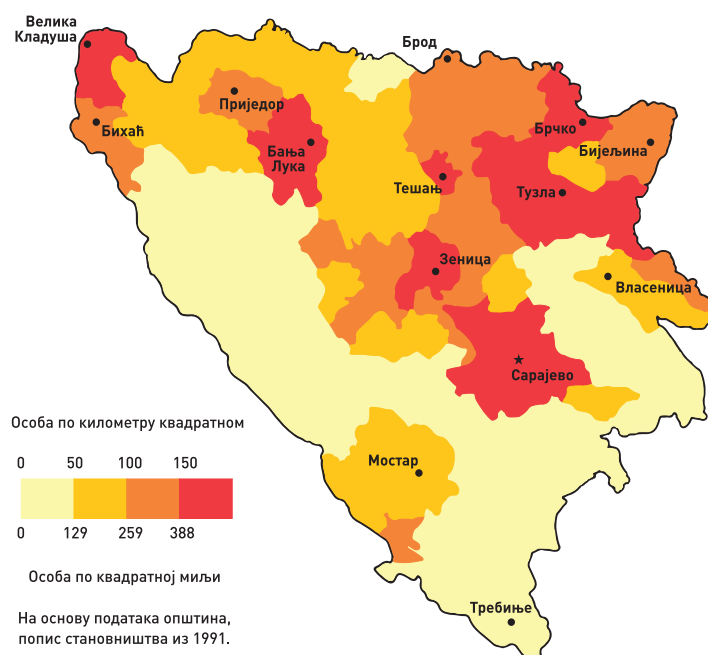 Велика
Кладуша
Брод
Приједор
Бихаћ
Бања
Лука
Брчко
Бијељина
Тешањ
Тузла
Зеница
Власеница
Сарајево
Мостар
Требиње
Особа по километру квадратном
0 50 100 150
0 129 259 388
Особа по квадратној миљи
На основу података општина,
попис становништва из 1991.